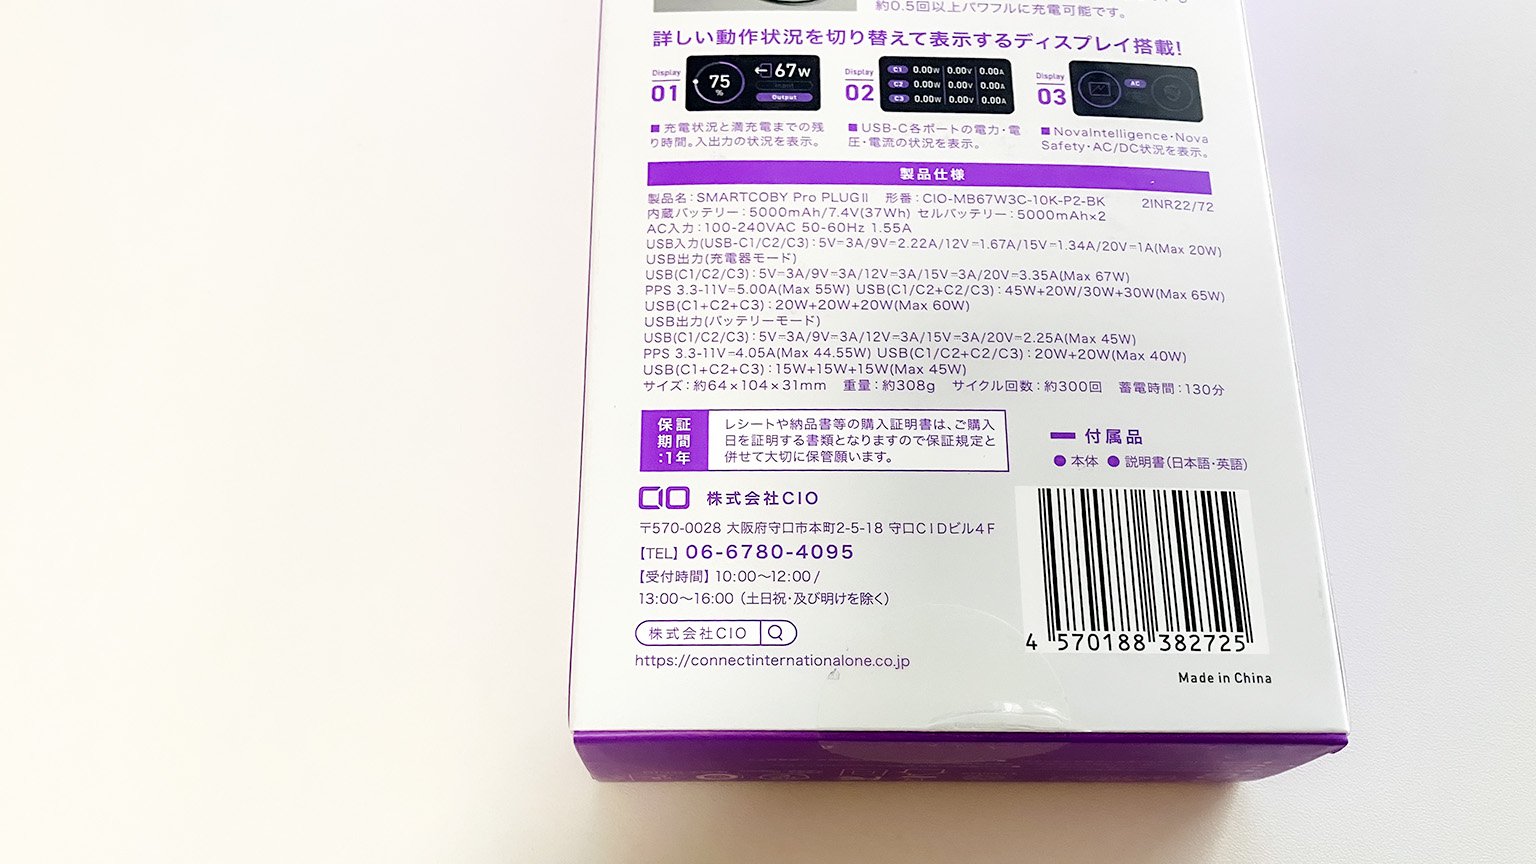 約0.5回以上パワフルに充電可能です。
詳しい動作状況を切り替えて表示するディスプレイ搭載!
Display 01
75%
67w
Input
Output
■充電状況と満充電までの残
り時間。入出力の状況を表示。
Display 02
C1 0.00w 0.00v 0.00A
C2 0.00w 0.00v 0.00A
C3 0.00w 0.00v 0.00A
■USB-C各ポートの電力・電
圧・電流の状況を表示。
Display 03
AC
■NovaIntelligence・Nova
Safety・AC/DC状況を表示。
製品仕様
製品名：SMARTCOBY Pro PLUGⅡ 形番：CIO-MB67W3C-10K-P2-BK 2INR22/72
内蔵バッテリー：5000mAh/7.4V(37Wh) セルバッテリー：5000mAh×2
AC入力：100-240VAC 50-60Hz 1.55A
USB入力(USB-C1/C2/C3)：5V=3A/9V=2.22A/12V=1.67A/15V=1.34A/20V=1A(Max 20W)
USB出力(充電器モード)
USB(C1/C2/C3)：5V=3A/9V=3A/12V=3A/15V=3A/20V=3.35A(Max 67W)
PPS 3.3-11V=5.00A(Max 55W) USB(C1/C2+C2/C3)：45W+20W/30W+30W(Max 65W)
USB(C1+C2+C3)：20W+20W+20W(Max 60W)
USB出力(バッテリーモード)
USB(C1/C2/C3)：5V=3A/9V=3A/12V=3A/15V=3A/20V=2.25A(Max 45W)
PPS 3.3-11V=4.05A(Max 44.55W) USB(C1/C2+C2/C3)：20W+20W(Max 40W)
USB(C1+C2+C3)：15W+15W+15W(Max 45W)
サイズ：約64×104×31mm 重量：約308g サイクル回数：約300回 蓄電時間：130分
保証
期間
:1年
レシートや納品書等の購入証明書は、ご購入
日を証明する書類となりますので保証規定と
併せて大切に保管願います。
付属品
●本体 ●説明書(日本語・英語)
CIO 株式会社CIO
〒570-0028 大阪府守口市本町2-5-18 守口CIDビル4F
【TEL】06-6780-4095
【受付時間】10:00〜12:00/
13:00〜16:00（土日祝・及び明けを除く）
株式会社CIO
https://connectinternationalone.co.jp
4 570188 382725
Made in China